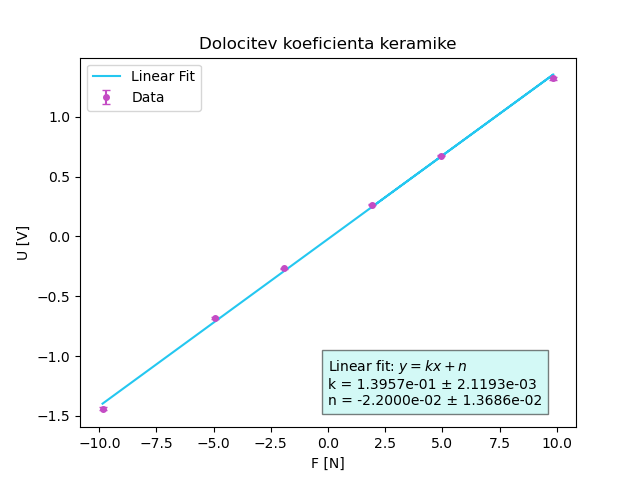 Dolocitev koeficienta keramike
Linear Fit
Data
1.0
0.5
0.0
−0.5
−1.0
−1.5
U [V]
Linear fit: y = kx + n
k = 1.3957e-01 ± 2.1193e-03
n = -2.2000e-02 ± 1.3686e-02
−10.0 −7.5 −5.0 −2.5 0.0 2.5 5.0 7.5 10.0
F [N]